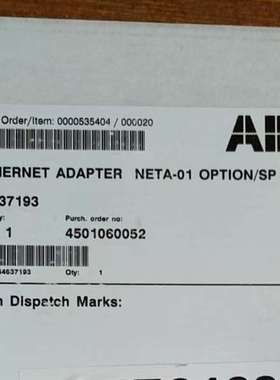 Order/Item: 0000535404 / 000020
AB
ERNET ADAPTER NETA-01 OPTION/SP
37193
Purch. order no:
1 4501060052
64637193 Qty: 1
n Dispatch Marks: